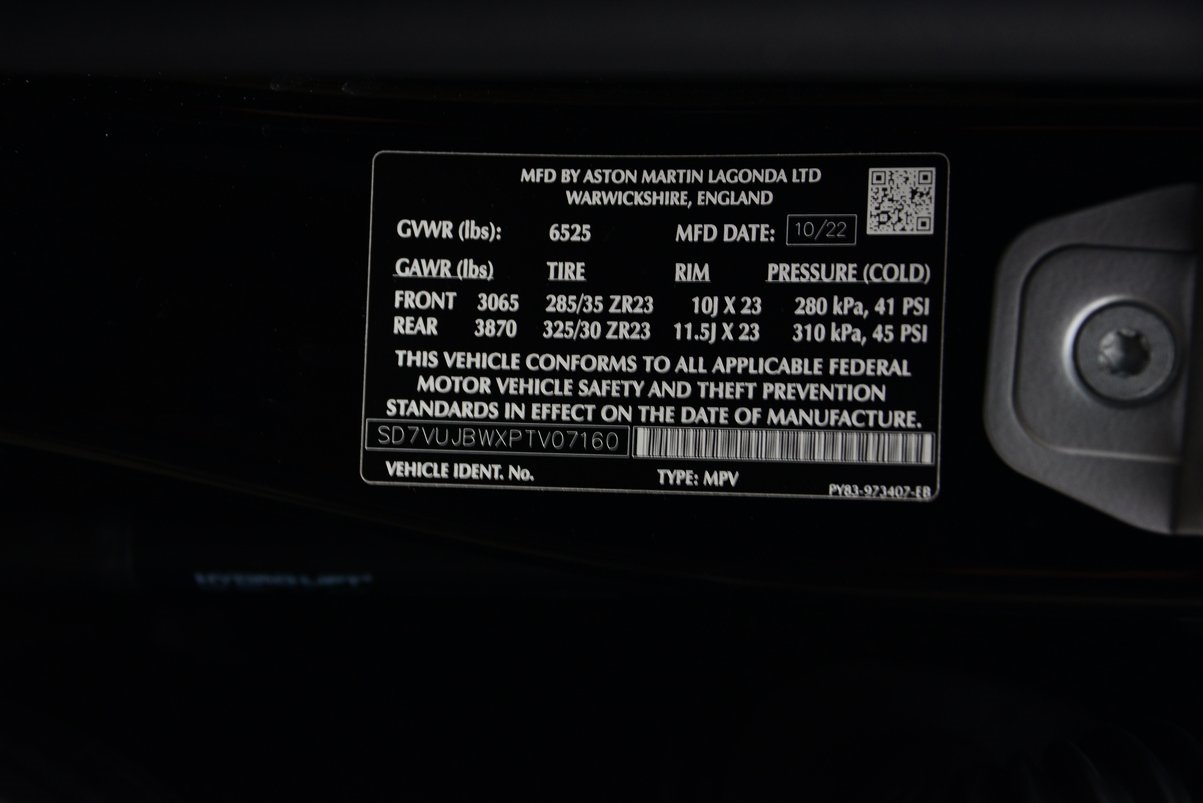 MFD BY ASTON MARTIN LAGONDA LTD
WARWICKSHIRE, ENGLAND
GVWR (lbs): 6525 MFD DATE: 10/22
GAWR (lbs) TIRE RIM PRESSURE (COLD)
FRONT 3065 285/35 ZR23 10J X 23 280 kPa, 41 PSI
REAR 3870 325/30 ZR23 11.5J X 23 310 kPa, 45 PSI
THIS VEHICLE CONFORMS TO ALL APPLICABLE FEDERAL
MOTOR VEHICLE SAFETY AND THEFT PREVENTION
STANDARDS IN EFFECT ON THE DATE OF MANUFACTURE.
SD7VUJBWXPTV07160
VEHICLE IDENT. No. TYPE: MPV
PY83-973407-EB